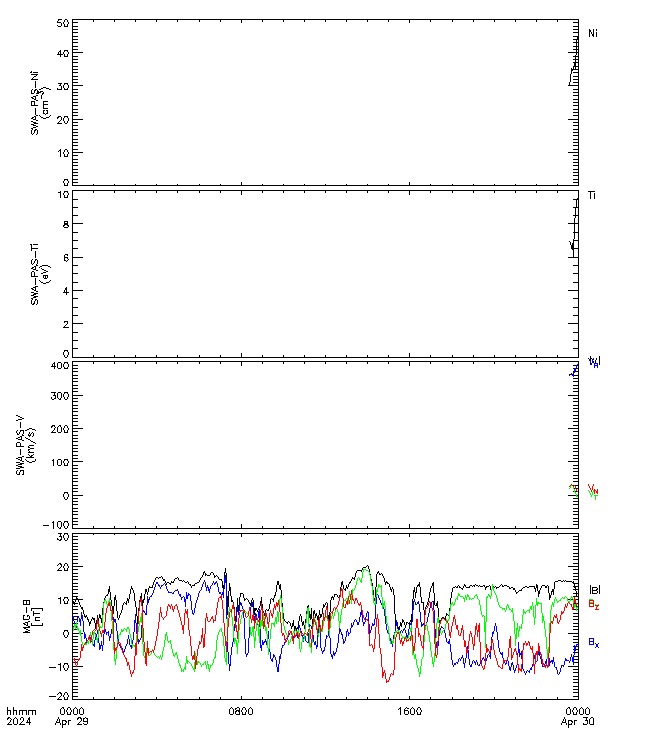 50
40
30
20
10
0
SWA-PAS-Ni
(cm⁻³)
Ni
10
8
6
4
2
0
SWA-PAS-Ti
(eV)
Ti
400
300
200
100
0
-100
SWA-PAS-V
(km/s)
30
20
10
0
-10
-20
MAG-B
[nT]
|B|
Bx
hhmm 0000 0800 1600 0000
2024 Apr 29 Apr 30